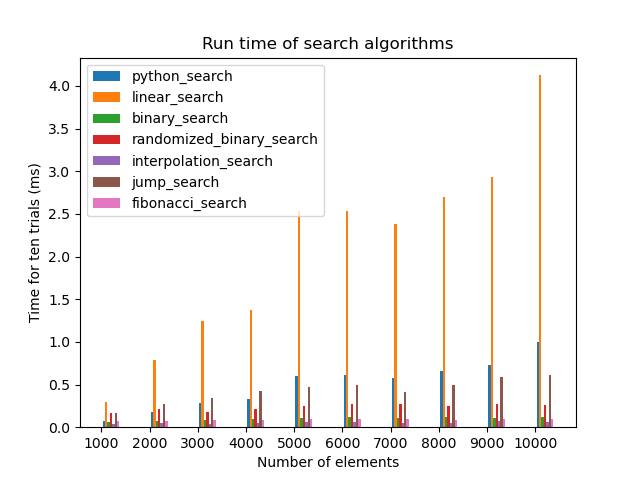 Run time of search algorithms
python_search
linear_search
binary_search
randomized_binary_search
interpolation_search
jump_search
fibonacci_search
Time for ten trials (ms)
4.0
3.5
3.0
2.5
2.0
1.5
1.0
0.5
0.0
1000 2000 3000 4000 5000 6000 7000 8000 9000 10000
Number of elements